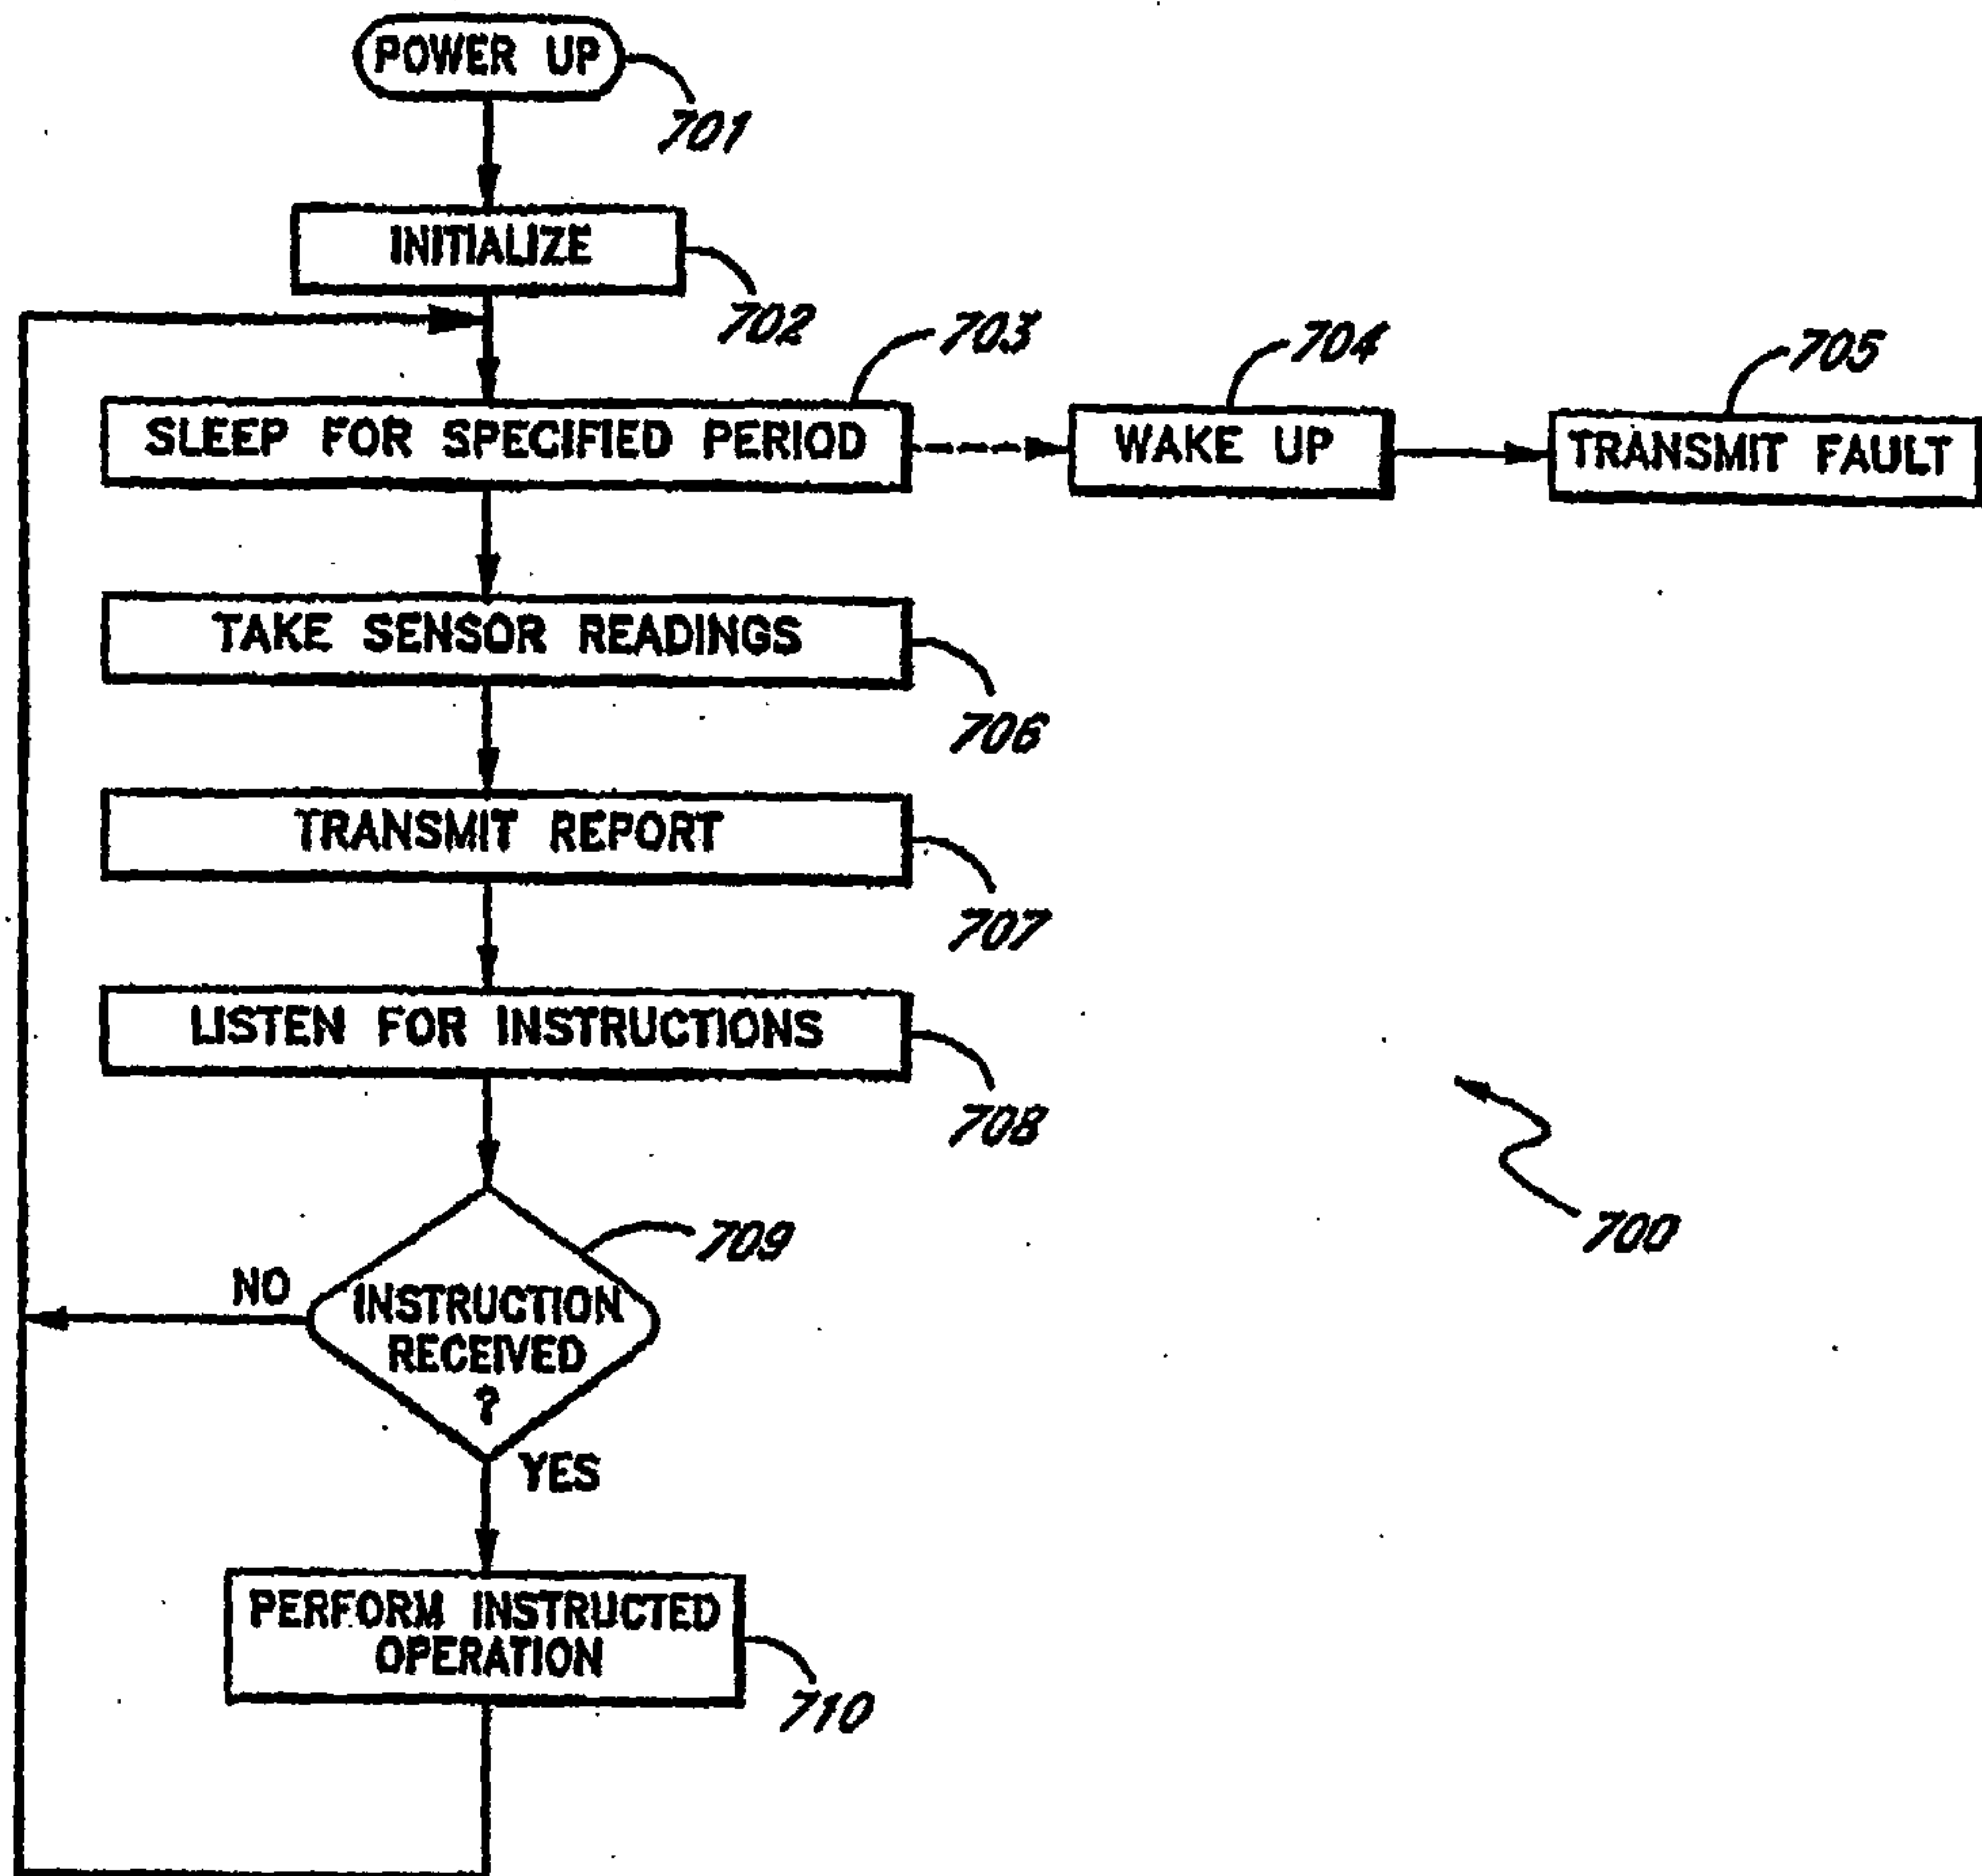 POWER UP
701
INITIALIZE
702
703
704
705
SLEEP FOR SPECIFIED PERIOD
WAKE UP
TRANSMIT FAULT
TAKE SENSOR READINGS
706
TRANSMIT REPORT
707
LISTEN FOR INSTRUCTIONS
708
709
700
NO
INSTRUCTION
RECEIVED
?
YES
PERFORM INSTRUCTED
OPERATION
710